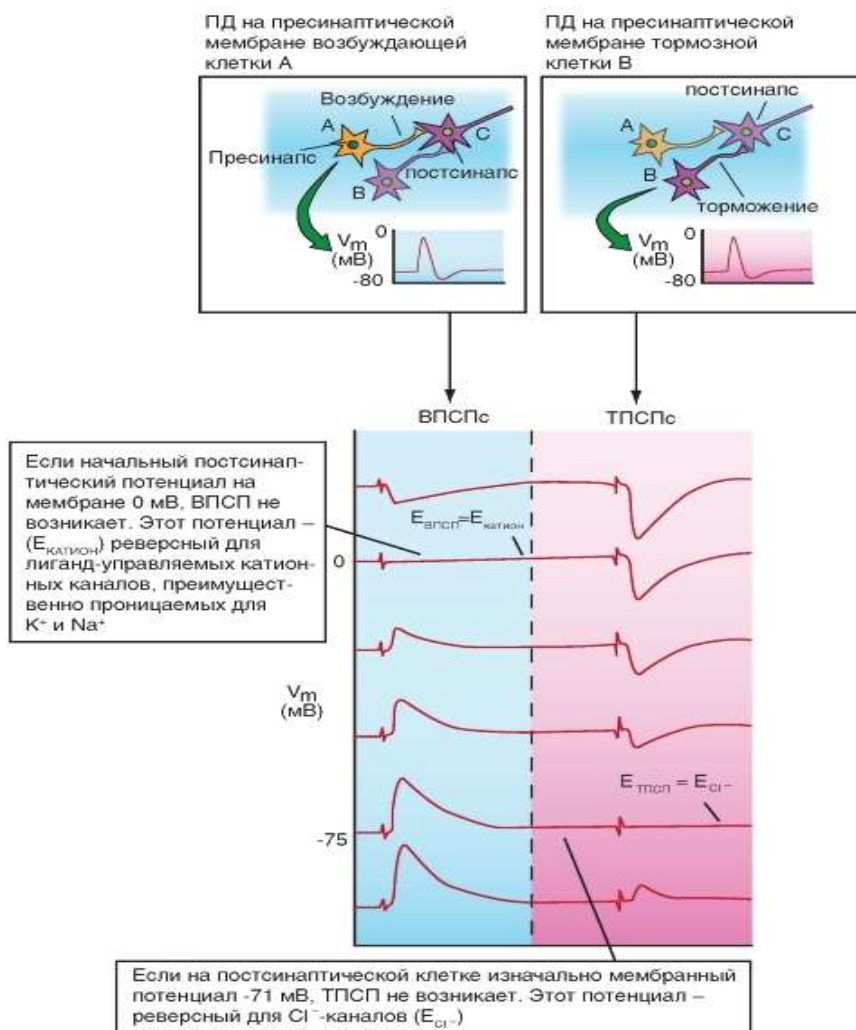 ПД на пресинаптической
мембране возбуждающей
клетки А
ПД на пресинаптической
мембране тормозной
клетки В
Возбуждение
A
C
Пресинапс
B
постсинапс
Vm
(мВ)
0
-80
постсинапс
A
C
B
торможение
Vm
(мВ)
0
-80
ВПСПс
ТПСПс
Если начальный постсинап-
тический потенциал на
мембране 0 мВ, ВПСП не
возникает. Этот потенциал –
(EКАТИОН) реверсный для
лиганд-управляемых катион-
ных каналов, преимущест-
венно проницаемых для
K+ и Na+
EВПСП=Eкатион
0
Vm
(мВ)
EТПСП = ECl–
-75
Если на постсинаптической клетке изначально мембранный
потенциал -71 мВ, ТПСП не возникает. Этот потенциал –
реверсный для Cl–-каналов (ECl–)